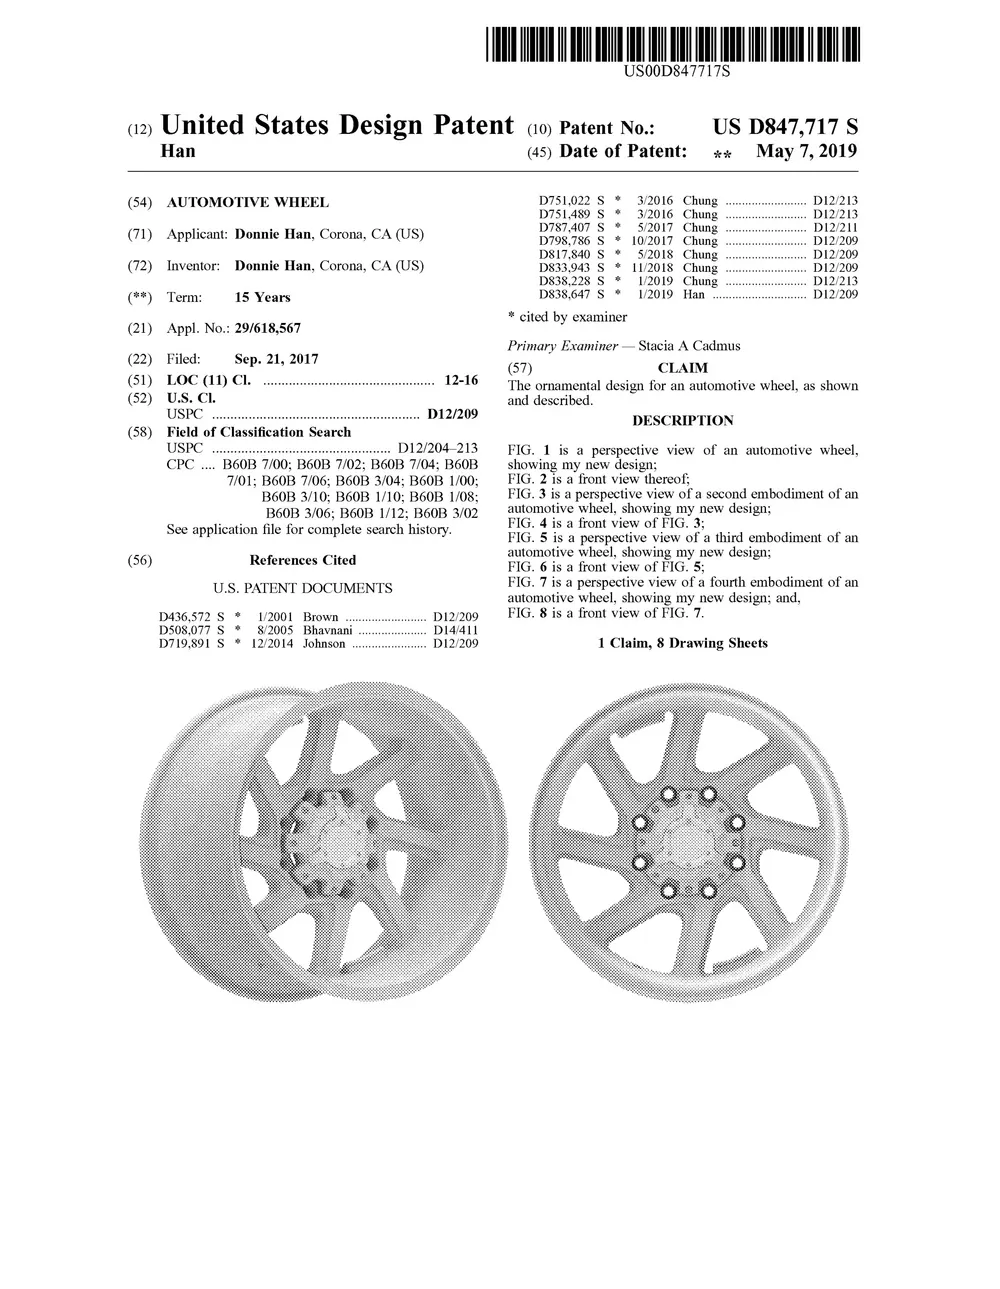 US00D847717S
(12) United States Design Patent
Han
(10) Patent No.: US D847,717 S
(45) Date of Patent: ** May 7, 2019
(54) AUTOMOTIVE WHEEL
(71) Applicant: Donnie Han, Corona, CA (US)
(72) Inventor: Donnie Han, Corona, CA (US)
(**) Term: 15 Years
(21) Appl. No.: 29/618,567
(22) Filed: Sep. 21, 2017
(51) LOC (11) Cl. .............................................. 12-16
(52) U.S. Cl.
USPC ........................................................ D12/209
(58) Field of Classification Search
USPC ................................................. D12/204–213
CPC .... B60B 7/00; B60B 7/02; B60B 7/04; B60B
7/01; B60B 7/06; B60B 3/04; B60B 1/00;
B60B 3/10; B60B 1/10; B60B 1/08;
B60B 3/06; B60B 1/12; B60B 3/02
See application file for complete search history.
(56) References Cited
U.S. PATENT DOCUMENTS
D436,572 S * 1/2001 Brown ......................... D12/209
D508,077 S * 8/2005 Bhavnani ..................... D14/411
D719,891 S * 12/2014 Johnson ....................... D12/209
D751,022 S * 3/2016 Chung ......................... D12/213
D751,489 S * 3/2016 Chung ......................... D12/213
D787,407 S * 5/2017 Chung ......................... D12/211
D798,786 S * 10/2017 Chung ......................... D12/209
D817,840 S * 5/2018 Chung ......................... D12/209
D833,943 S * 11/2018 Chung ......................... D12/209
D838,228 S * 1/2019 Chung ......................... D12/213
D838,647 S * 1/2019 Han ............................. D12/209
* cited by examiner
Primary Examiner — Stacia A Cadmus
(57) CLAIM
The ornamental design for an automotive wheel, as shown
and described.
DESCRIPTION
FIG. 1 is a perspective view of an automotive wheel,
showing my new design;
FIG. 2 is a front view thereof;
FIG. 3 is a perspective view of a second embodiment of an
automotive wheel, showing my new design;
FIG. 4 is a front view of FIG. 3;
FIG. 5 is a perspective view of a third embodiment of an
automotive wheel, showing my new design;
FIG. 6 is a front view of FIG. 5;
FIG. 7 is a perspective view of a fourth embodiment of an
automotive wheel, showing my new design; and,
FIG. 8 is a front view of FIG. 7.
1 Claim, 8 Drawing Sheets